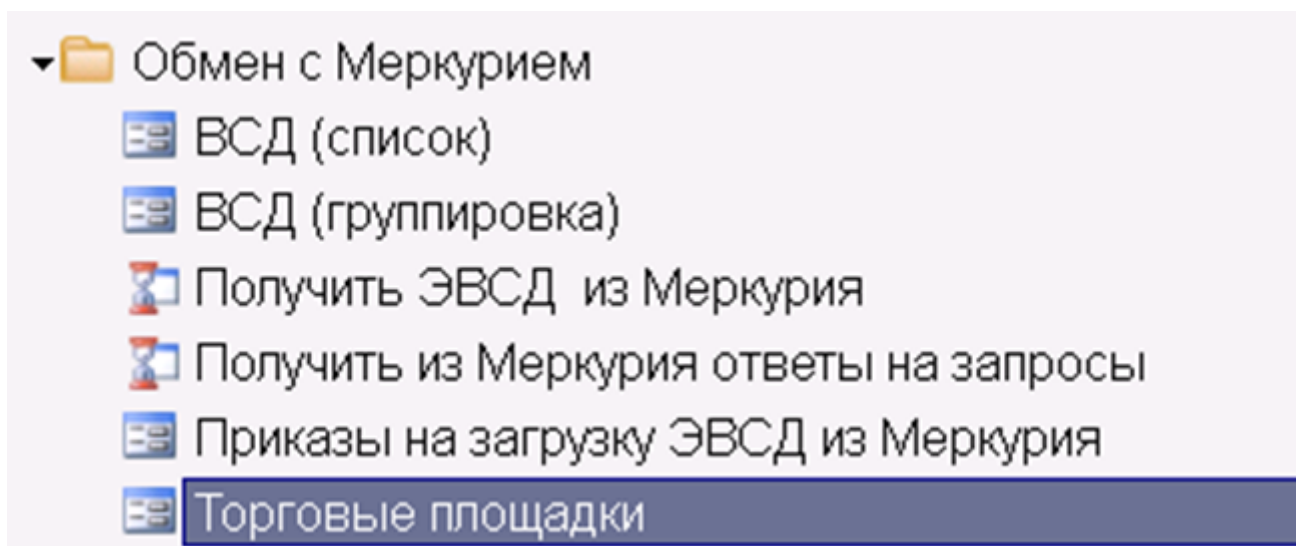 Обмен с Меркурием
ВСД (список)
ВСД (группировка)
Получить ЭВСД из Меркурия
Получить из Меркурия ответы на запросы
Приказы на загрузку ЭВСД из Меркурия
Торговые площадки